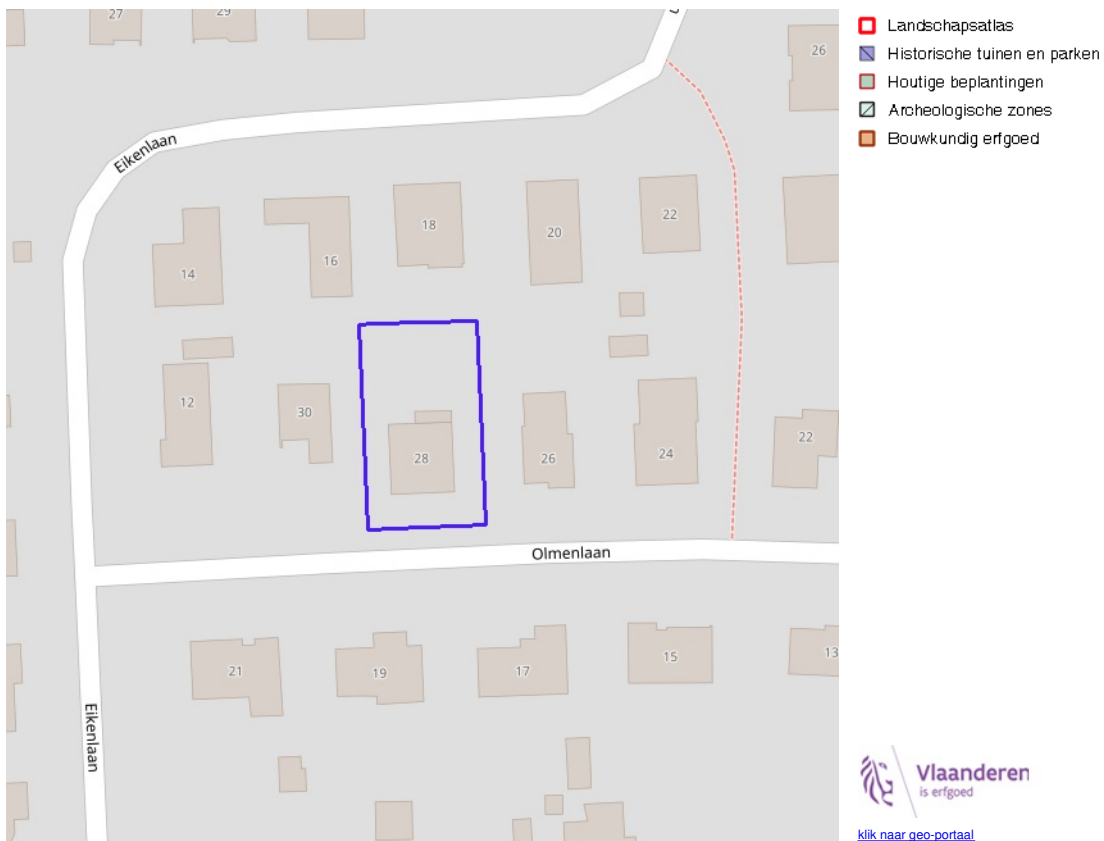 27
29
26
Landschapsatlas
Historische tuinen en parken
Houtige beplantingen
Archeologische zones
Bouwkundig erfgoed
Eikenlaan
14
16
18
20
22
12
30
28
26
24
22
Olmenlaan
21
19
17
15
13
Eikenlaan
Vlaanderen
is erfgoed
klik naar geo-portaal